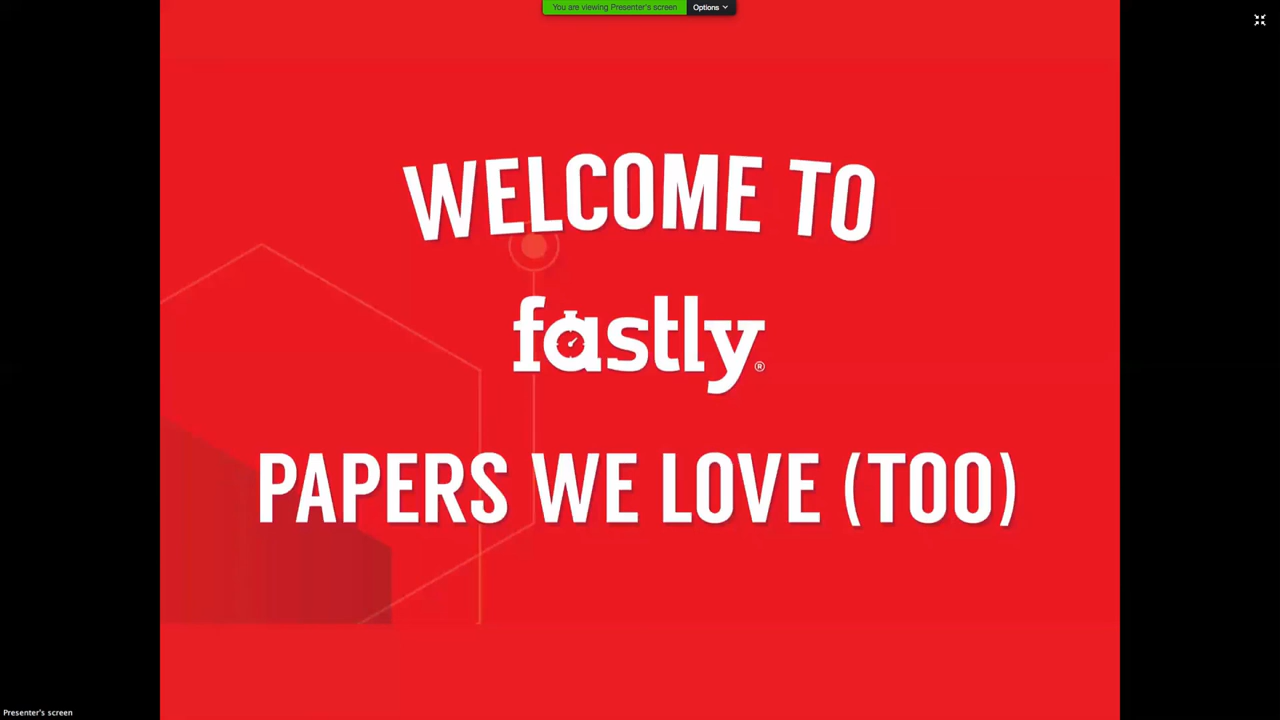 You are viewing Presenter's screen Options
WELCOME TO
fastly®
PAPERS WE LOVE (TOO)
Presenter's screen